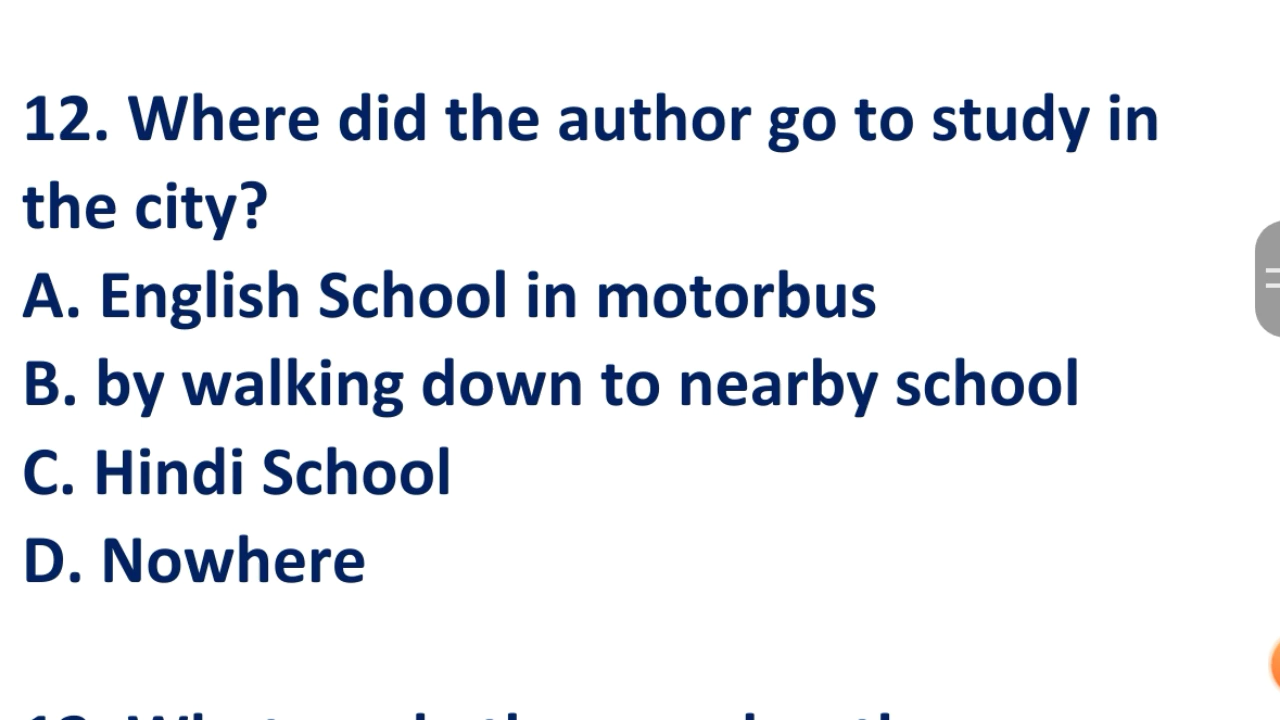 12. Where did the author go to study in
the city?
A. English School in motorbus
B. by walking down to nearby school
C. Hindi School
D. Nowhere